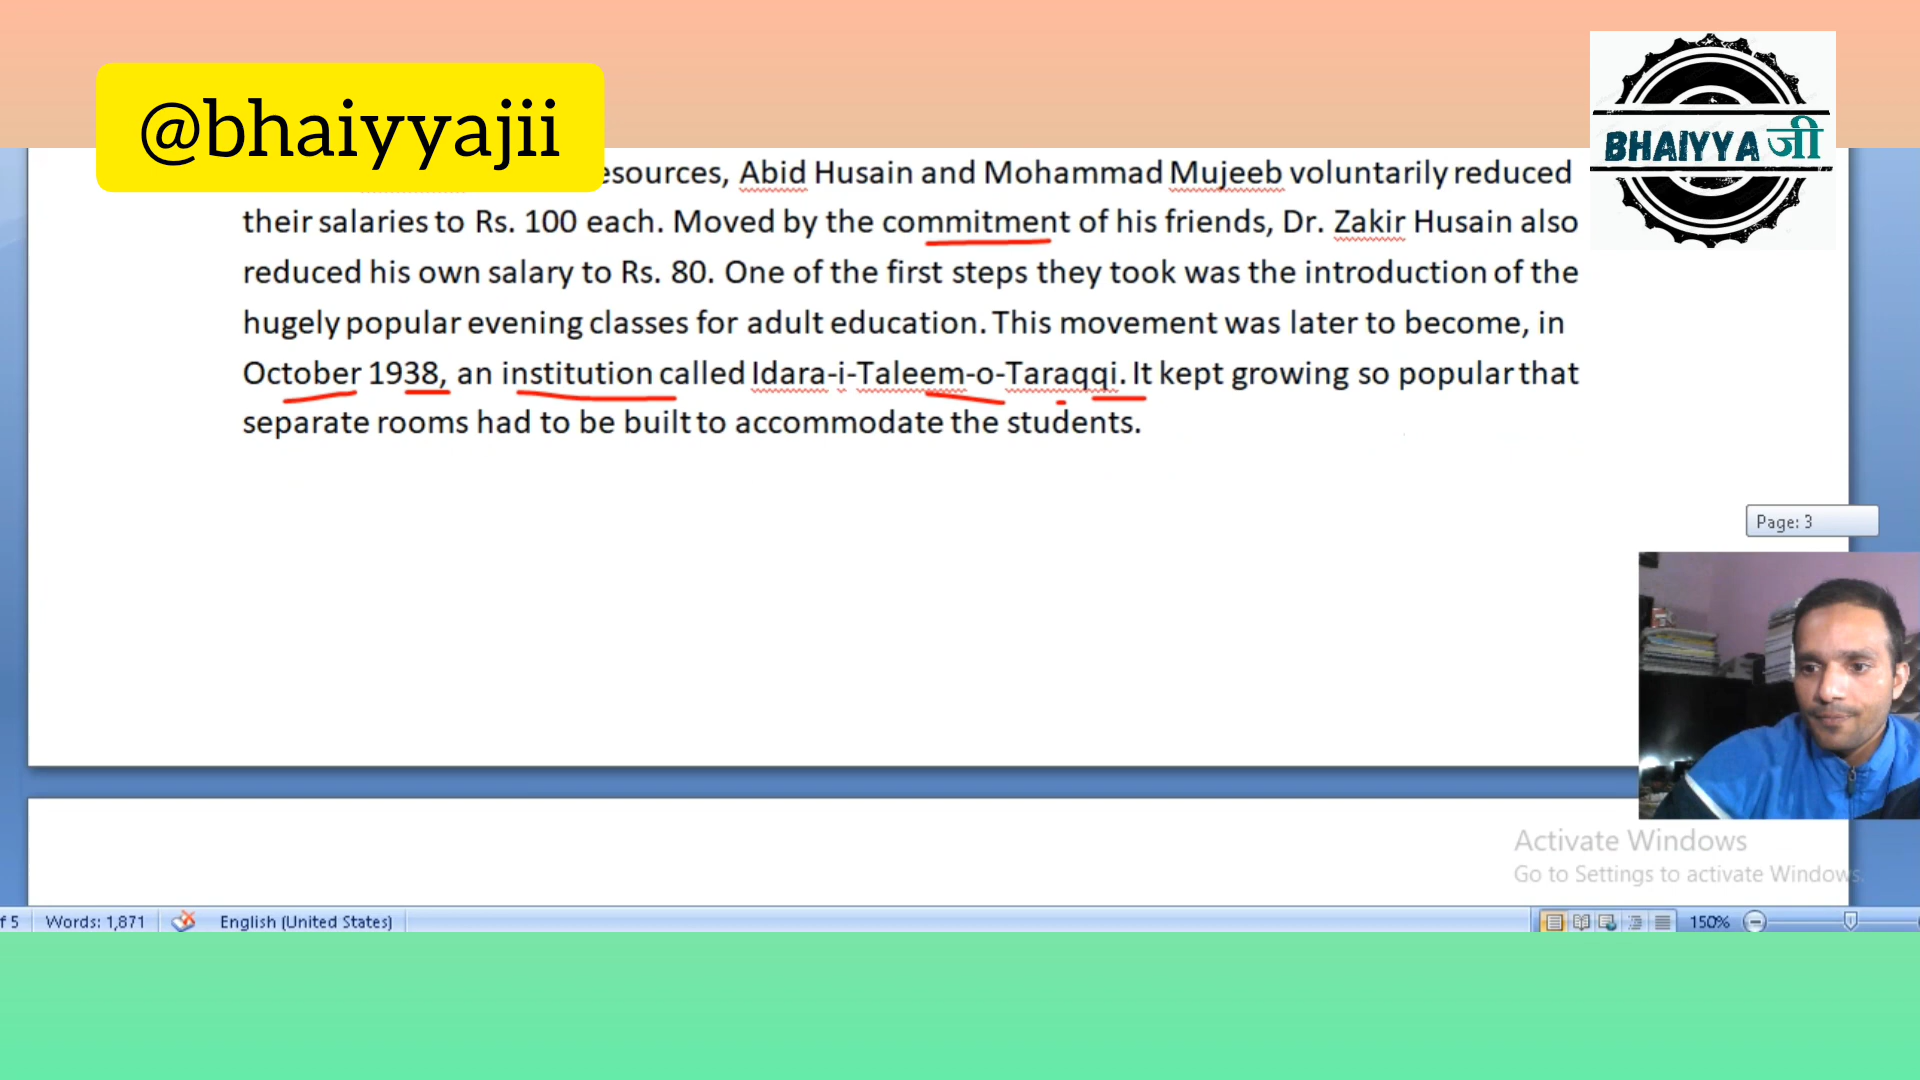 @bhaiyyajii
BHAIYYA जी
esources, Abid Husain and Mohammad Mujeeb voluntarily reduced
their salaries to Rs. 100 each. Moved by the commitment of his friends, Dr. Zakir Husain also
reduced his own salary to Rs. 80. One of the first steps they took was the introduction of the
hugely popular evening classes for adult education. This movement was later to become, in
October 1938, an institution called Idara-i-Taleem-o-Taraqqi. It kept growing so popular that
separate rooms had to be built to accommodate the students.
Page: 3
Activate Windows
Go to Settings to activate Windows.
f 5 Words: 1,871 English (United States) 150%